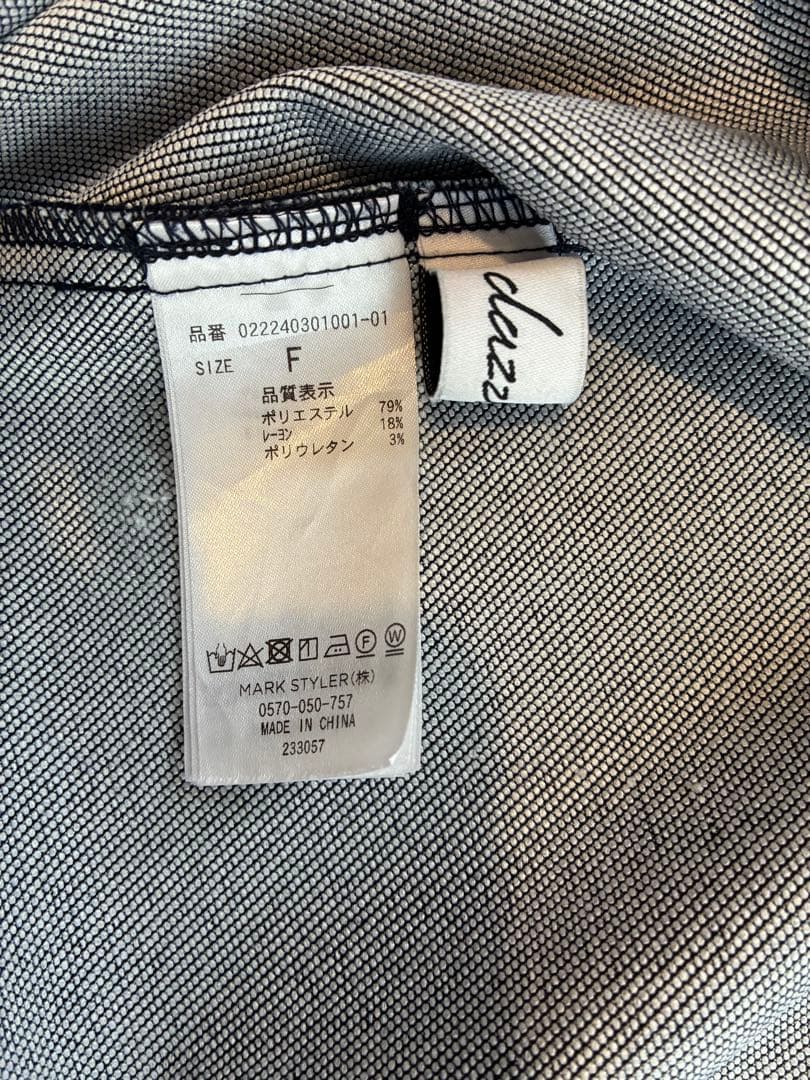 品番 022240301001-01
SIZE F
品質表示
ポリエステル 79%
レーヨン 18%
ポリウレタン 3%
F W
MARK STYLER(株)
0570-050-757
MADE IN CHINA
233057
dazz